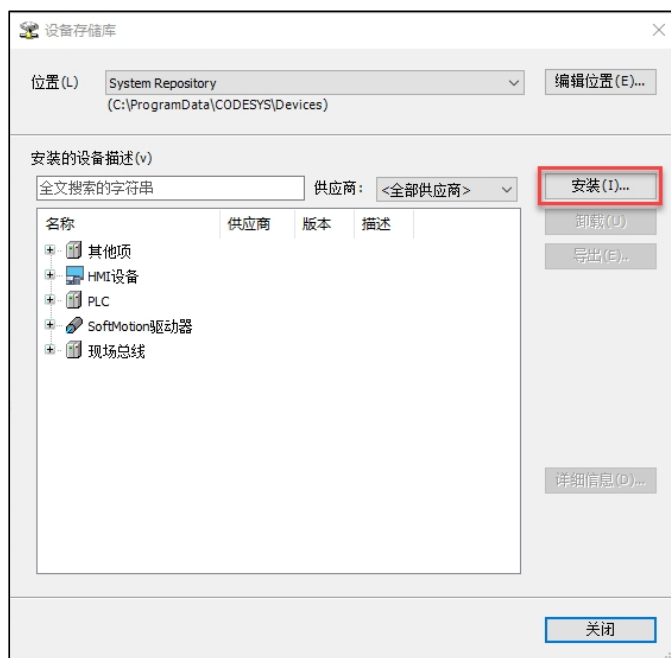 设备存储库
位置(L)
System Repository
编辑位置(E)...
(C:\ProgramData\CODESYS\Devices)
安装的设备描述(v)
全文搜索的字符串
供应商:
<全部供应商>
安装(I)...
名称
供应商
版本
描述
卸载(U)
其他项
导出(E)..
HMI设备
PLC
SoftMotion驱动器
现场总线
详细信息(D)...
关闭